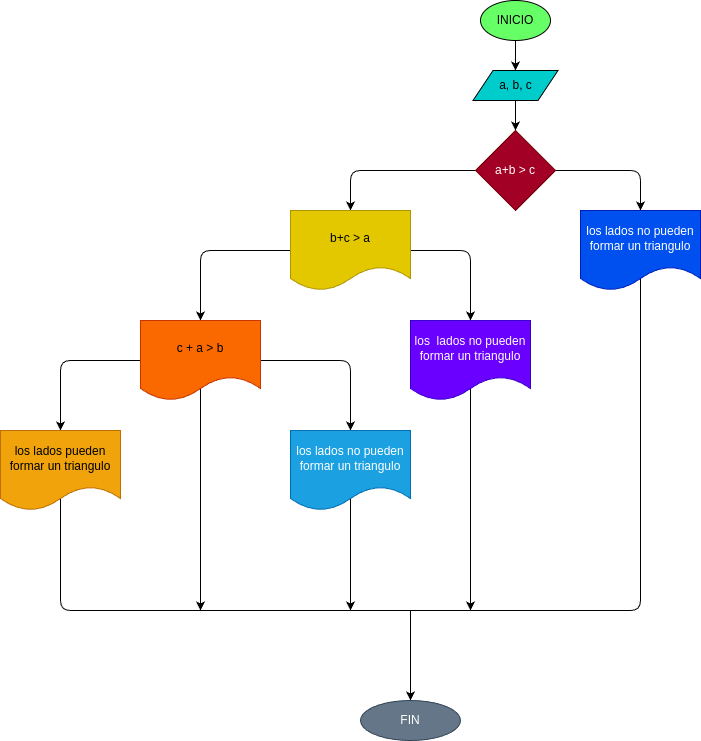 INICIO
a, b, c
a+b > c
b+c > a
los lados no pueden
formar un triangulo
c + a > b
los  lados no pueden
formar un triangulo
los lados pueden
formar un triangulo
los lados no pueden
formar un triangulo
FIN